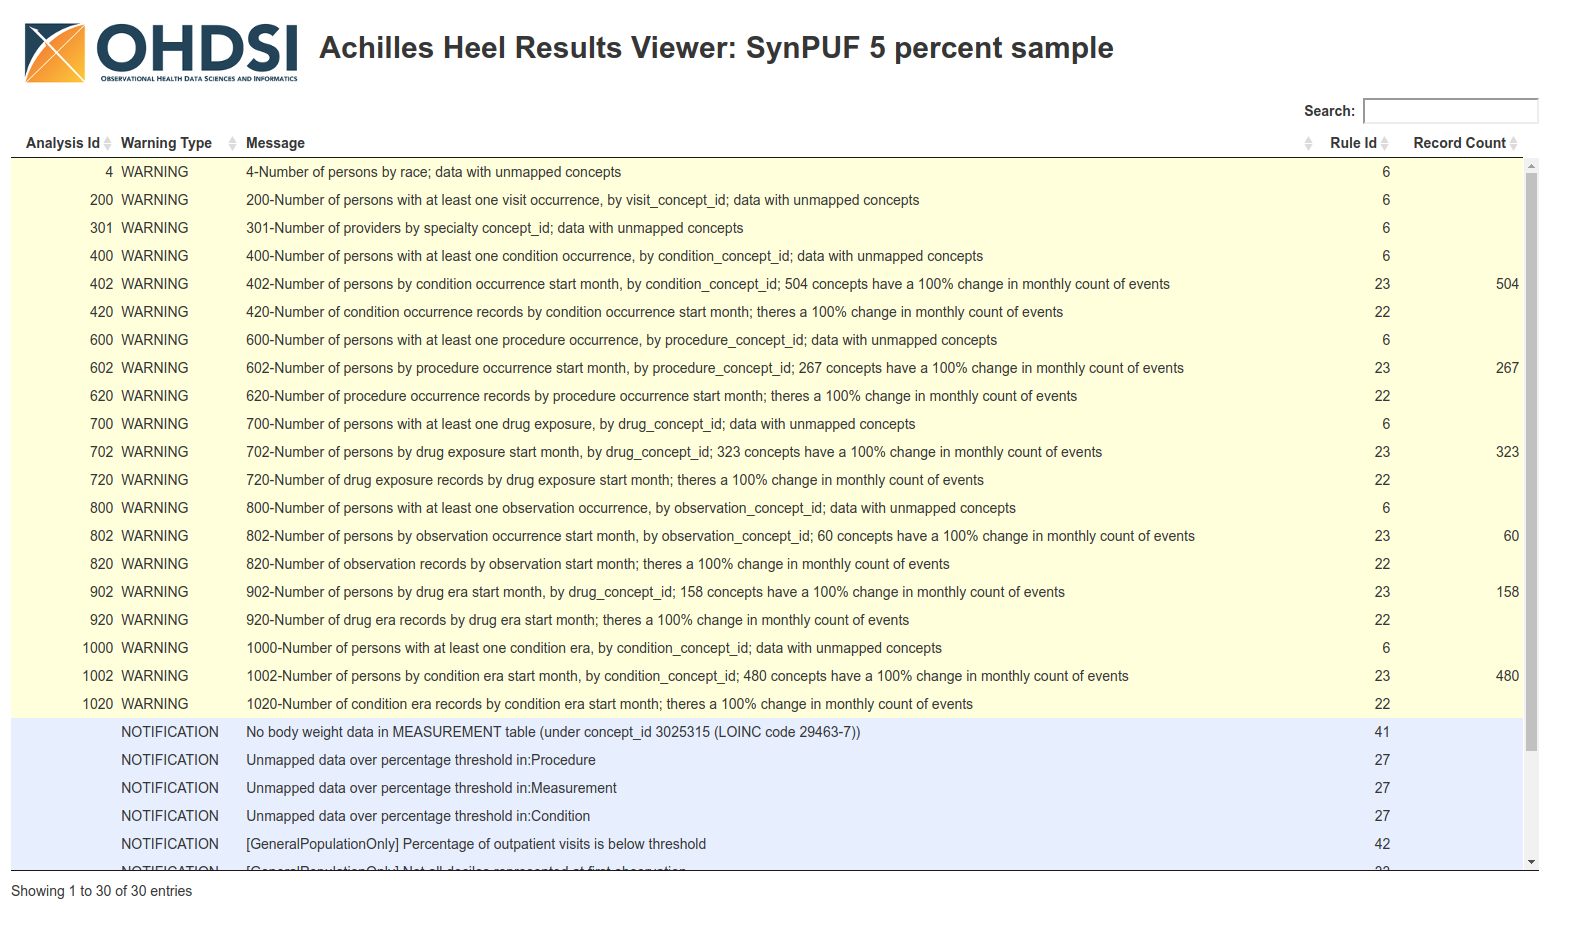 OHDSI
OBSERVATIONAL HEALTH DATA SCIENCES AND INFORMATICS
Achilles Heel Results Viewer: SynPUF 5 percent sample
Search:
Analysis Id Warning Type Message Rule Id Record Count
4 WARNING 4-Number of persons by race; data with unmapped concepts 6
200 WARNING 200-Number of persons with at least one visit occurrence, by visit_concept_id; data with unmapped concepts 6
301 WARNING 301-Number of providers by specialty concept_id; data with unmapped concepts 6
400 WARNING 400-Number of persons with at least one condition occurrence, by condition_concept_id; data with unmapped concepts 6
402 WARNING 402-Number of persons by condition occurrence start month, by condition_concept_id; 504 concepts have a 100% change in monthly count of events 23 504
420 WARNING 420-Number of condition occurrence records by condition occurrence start month; theres a 100% change in monthly count of events 22
600 WARNING 600-Number of persons with at least one procedure occurrence, by procedure_concept_id; data with unmapped concepts 6
602 WARNING 602-Number of persons by procedure occurrence start month, by procedure_concept_id; 267 concepts have a 100% change in monthly count of events 23 267
620 WARNING 620-Number of procedure occurrence records by procedure occurrence start month; theres a 100% change in monthly count of events 22
700 WARNING 700-Number of persons with at least one drug exposure, by drug_concept_id; data with unmapped concepts 6
702 WARNING 702-Number of persons by drug exposure start month, by drug_concept_id; 323 concepts have a 100% change in monthly count of events 23 323
720 WARNING 720-Number of drug exposure records by drug exposure start month; theres a 100% change in monthly count of events 22
800 WARNING 800-Number of persons with at least one observation occurrence, by observation_concept_id; data with unmapped concepts 6
802 WARNING 802-Number of persons by observation occurrence start month, by observation_concept_id; 60 concepts have a 100% change in monthly count of events 23 60
820 WARNING 820-Number of observation records by observation start month; theres a 100% change in monthly count of events 22
902 WARNING 902-Number of persons by drug era start month, by drug_concept_id; 158 concepts have a 100% change in monthly count of events 23 158
920 WARNING 920-Number of drug era records by drug era start month; theres a 100% change in monthly count of events 22
1000 WARNING 1000-Number of persons with at least one condition era, by condition_concept_id; data with unmapped concepts 6
1002 WARNING 1002-Number of persons by condition era start month, by condition_concept_id; 480 concepts have a 100% change in monthly count of events 23 480
1020 WARNING 1020-Number of condition era records by condition era start month; theres a 100% change in monthly count of events 22
NOTIFICATION No body weight data in MEASUREMENT table (under concept_id 3025315 (LOINC code 29463-7)) 41
NOTIFICATION Unmapped data over percentage threshold in:Procedure 27
NOTIFICATION Unmapped data over percentage threshold in:Measurement 27
NOTIFICATION Unmapped data over percentage threshold in:Condition 27
NOTIFICATION [GeneralPopulationOnly] Percentage of outpatient visits is below threshold 42
NOTIFICATION [GeneralPopulationOnly] Not all deciles represented at first observation
Showing 1 to 30 of 30 entries